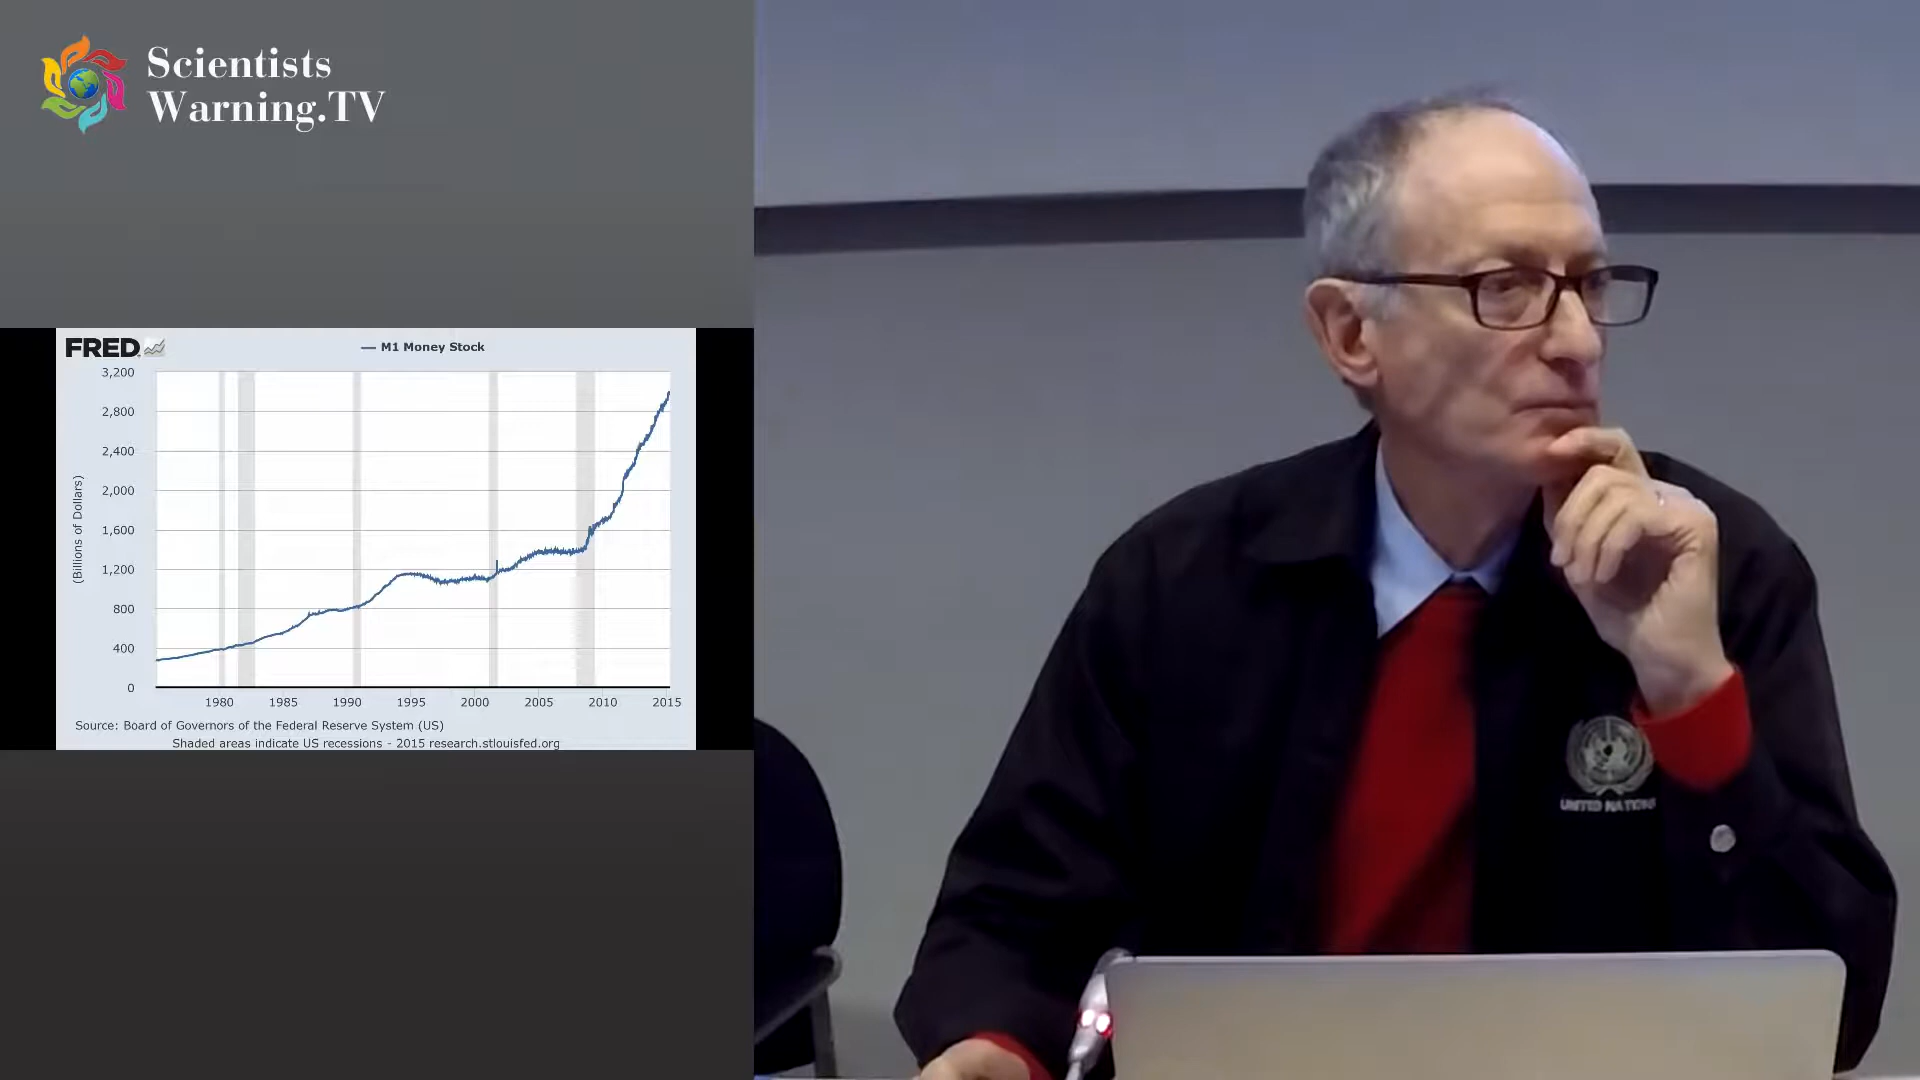 Scientists
Warning.TV
FRED
M1 Money Stock
3,200
2,800
2,400
2,000
1,600
1,200
800
400
0
(Billions of Dollars)
1980 1985 1990 1995 2000 2005 2010 2015
Source: Board of Governors of the Federal Reserve System (US)
Shaded areas indicate US recessions - 2015 research.stlouisfed.org
UNITED NATIONS